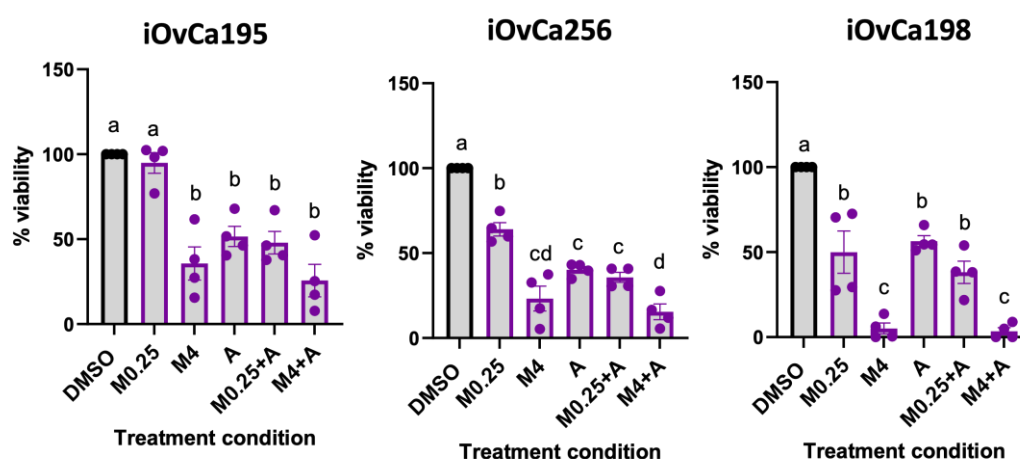 iOvCa195
150
100
50
0
% viability
a
a
b
b
b
b
DMSO
M0.25
M4
A
M0.25+A
M4+A
Treatment condition
iOvCa256
150
100
50
0
% viability
a
b
cd
c
c
d
DMSO
M0.25
M4
A
M0.25+A
M4+A
Treatment condition
iOvCa198
150
100
50
0
% viability
a
b
c
b
b
c
DMSO
M0.25
M4
A
M0.25+A
M4+A
Treatment condition